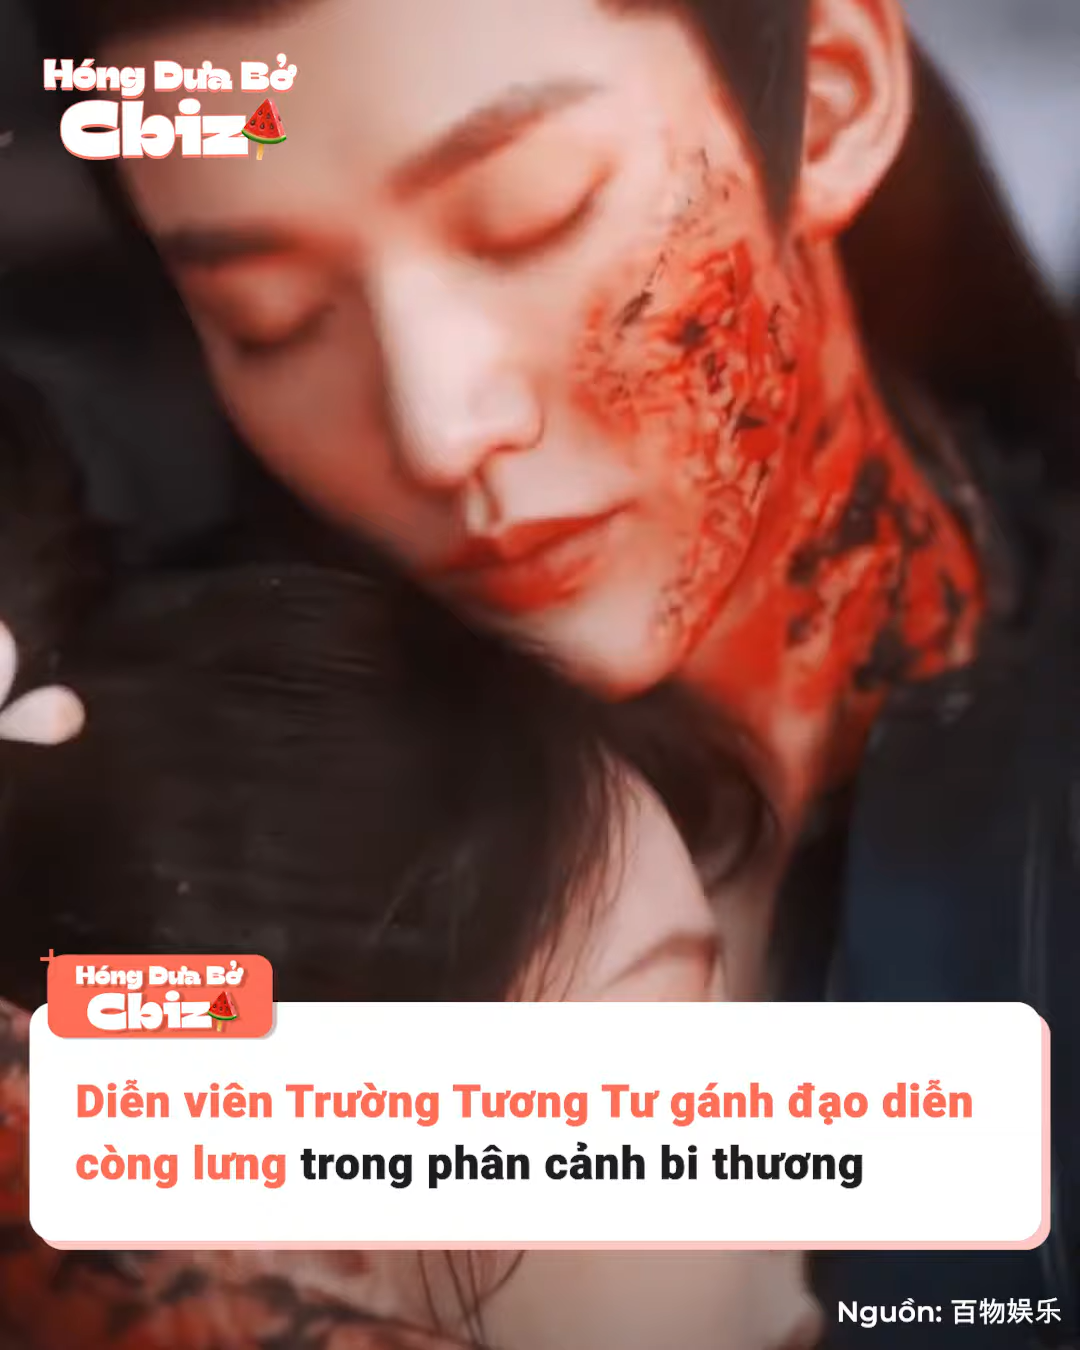 Hóng Dưa Bở
Cbiz
Hóng Dưa Bở
Cbiz
Diễn viên Trường Tương Tư gánh đạo diễn
còng lưng trong phân cảnh bi thương
Nguồn: 百物娱乐